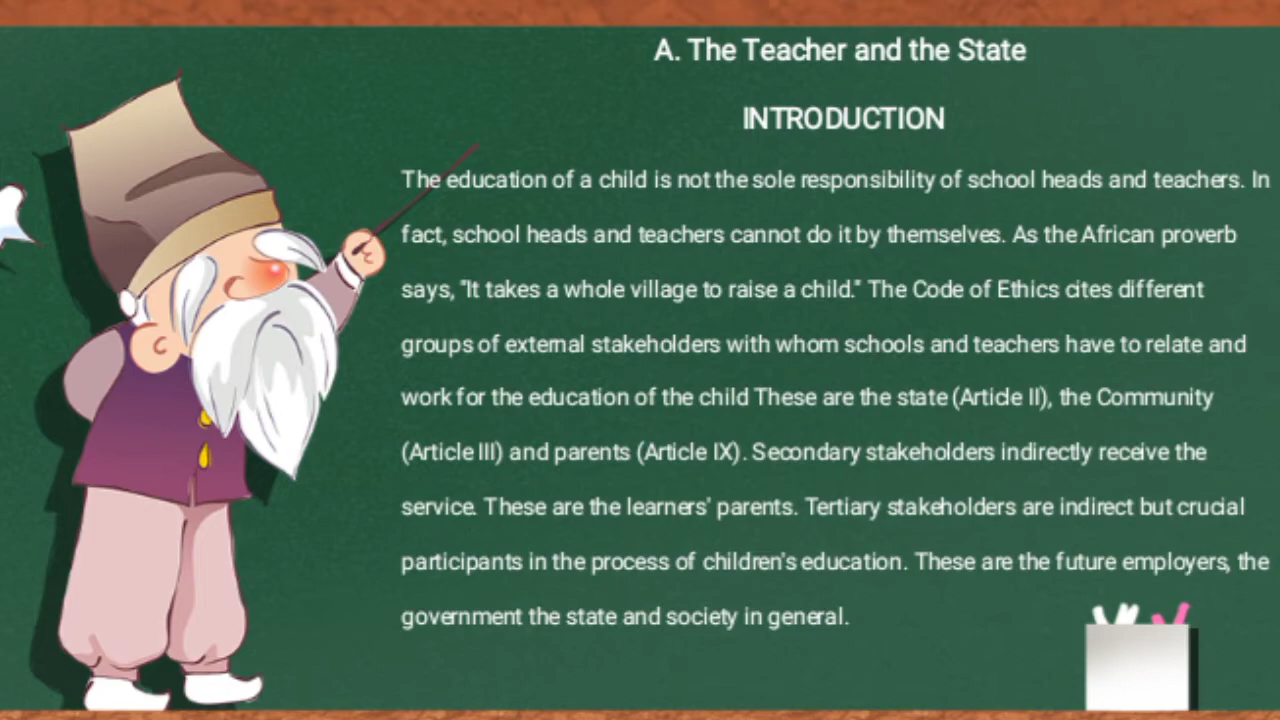 A. The Teacher and the State
INTRODUCTION
The education of a child is not the sole responsibility of school heads and teachers. In
fact, school heads and teachers cannot do it by themselves. As the African proverb
says, "It takes a whole village to raise a child." The Code of Ethics cites different
groups of external stakeholders with whom schools and teachers have to relate and
work for the education of the child These are the state (Article II), the Community
(Article III) and parents (Article IX). Secondary stakeholders indirectly receive the
service. These are the learners' parents. Tertiary stakeholders are indirect but crucial
participants in the process of children's education. These are the future employers, the
government the state and society in general.